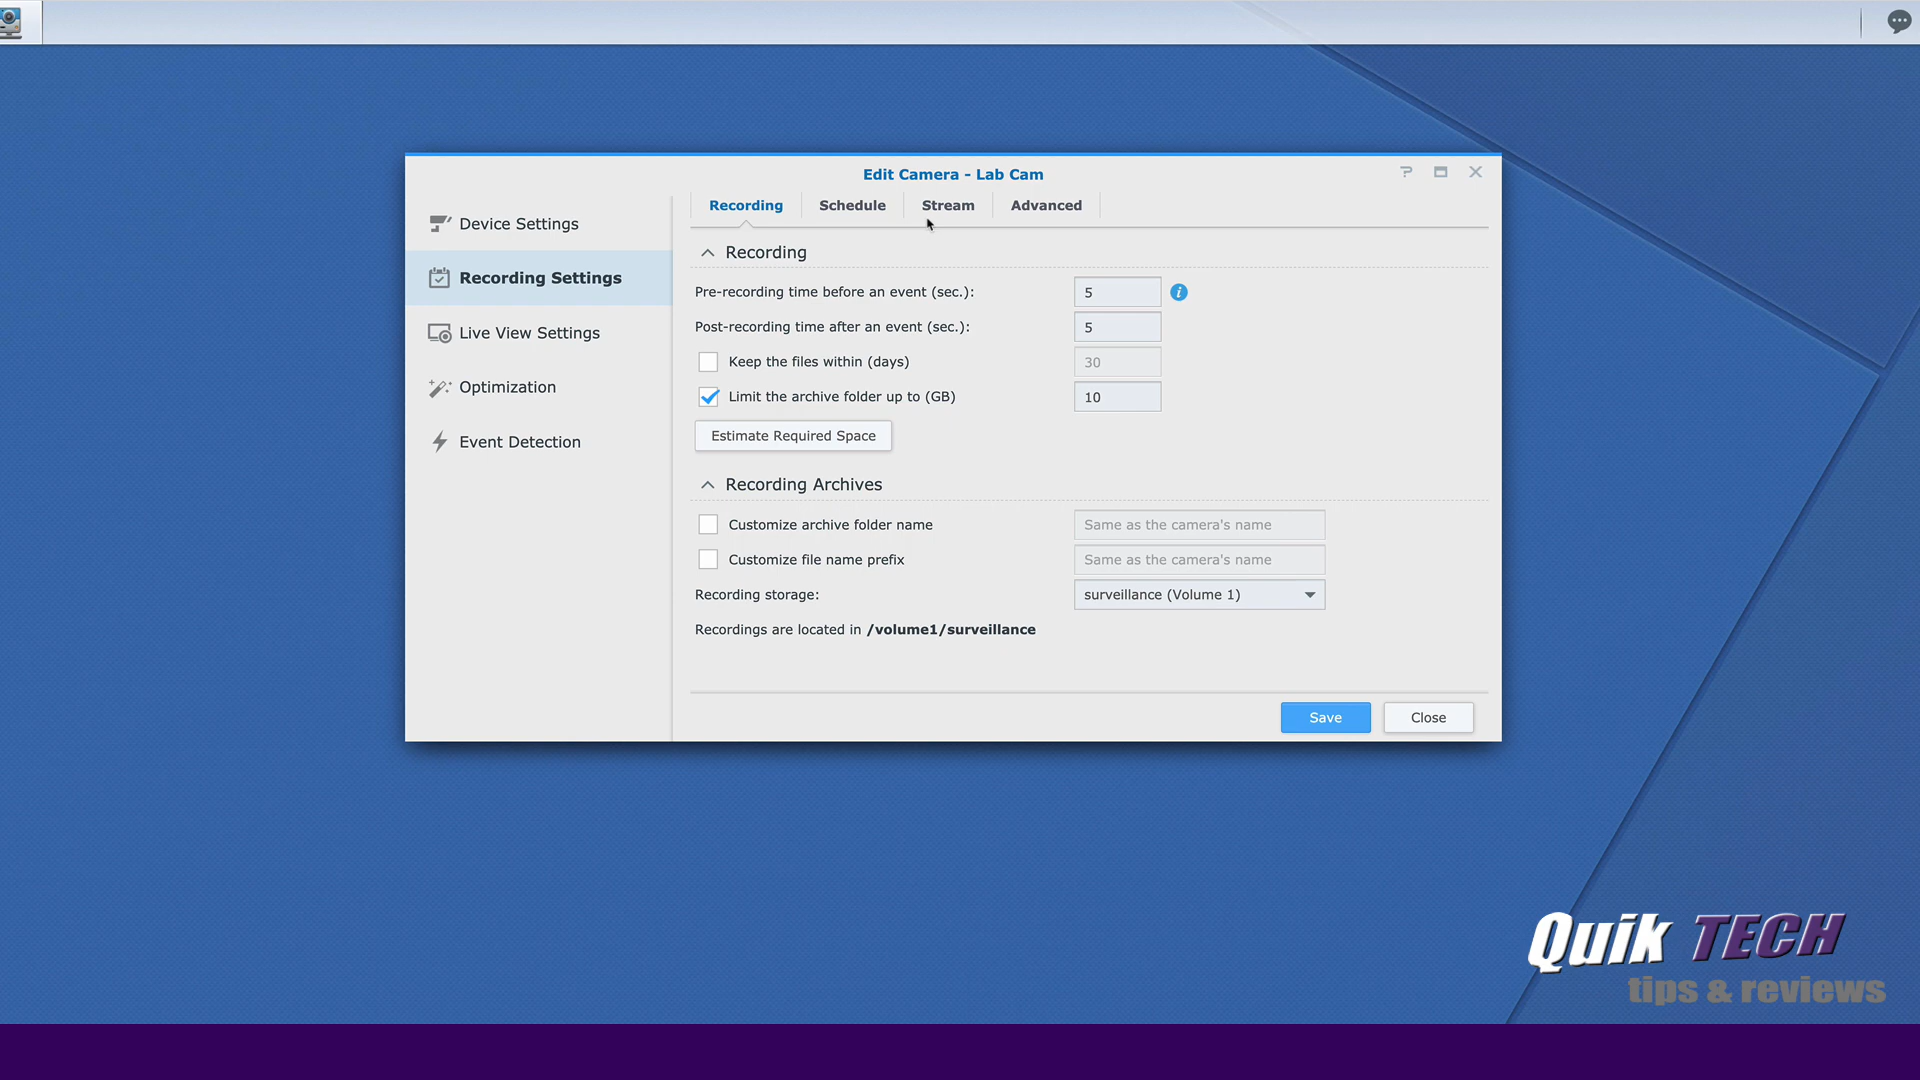 Edit Camera - Lab Cam
Device Settings
Recording Settings
Live View Settings
Optimization
Event Detection
Recording Schedule Stream Advanced
Recording
Pre-recording time before an event (sec.): 5
Post-recording time after an event (sec.): 5
Keep the files within (days) 30
Limit the archive folder up to (GB) 10
Estimate Required Space
Recording Archives
Customize archive folder name Same as the camera's name
Customize file name prefix Same as the camera's name
Recording storage: surveillance (Volume 1)
Recordings are located in /volume1/surveillance
Save Close
Quik TECH
tips & reviews